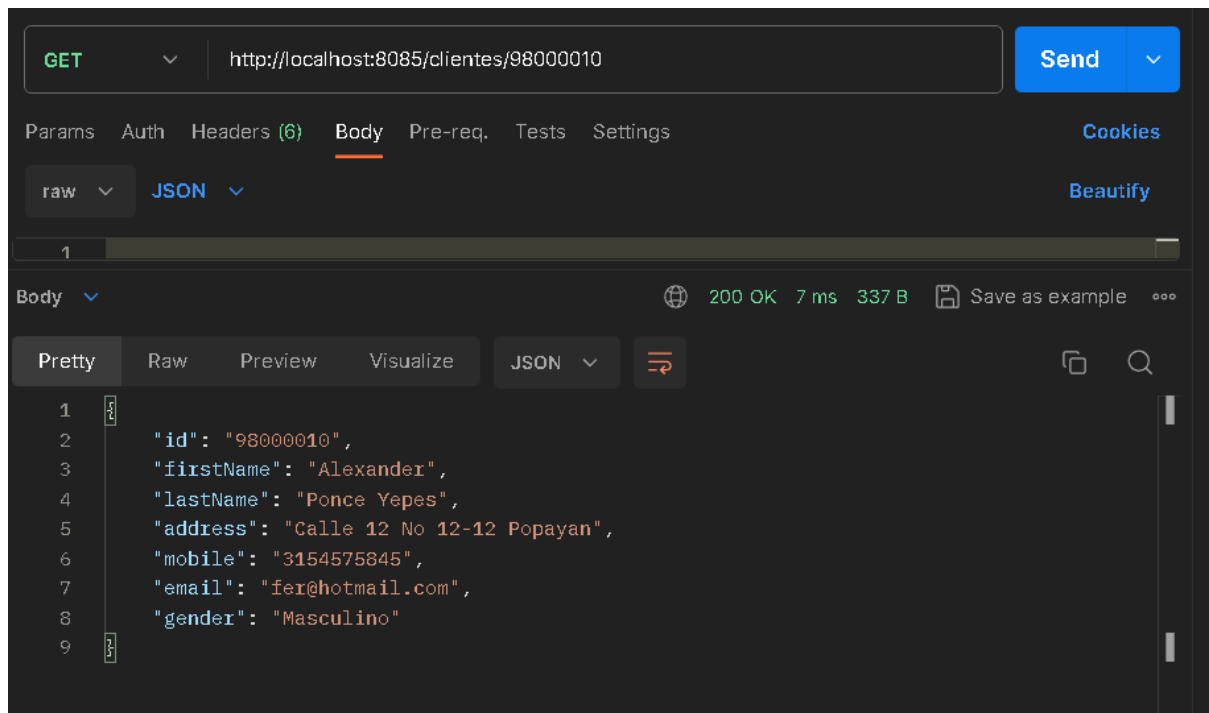 GET http://localhost:8085/clientes/98000010 Send
Params Auth Headers (6) Body Pre-req. Tests Settings Cookies
raw JSON Beautify
1
Body 200 OK 7 ms 337 B Save as example
Pretty Raw Preview Visualize JSON
1 {
2 "id": "98000010",
3 "firstName": "Alexander",
4 "lastName": "Ponce Yepes",
5 "address": "Calle 12 No 12-12 Popayan",
6 "mobile": "3154575845",
7 "email": "fer@hotmail.com",
8 "gender": "Masculino"
9 }